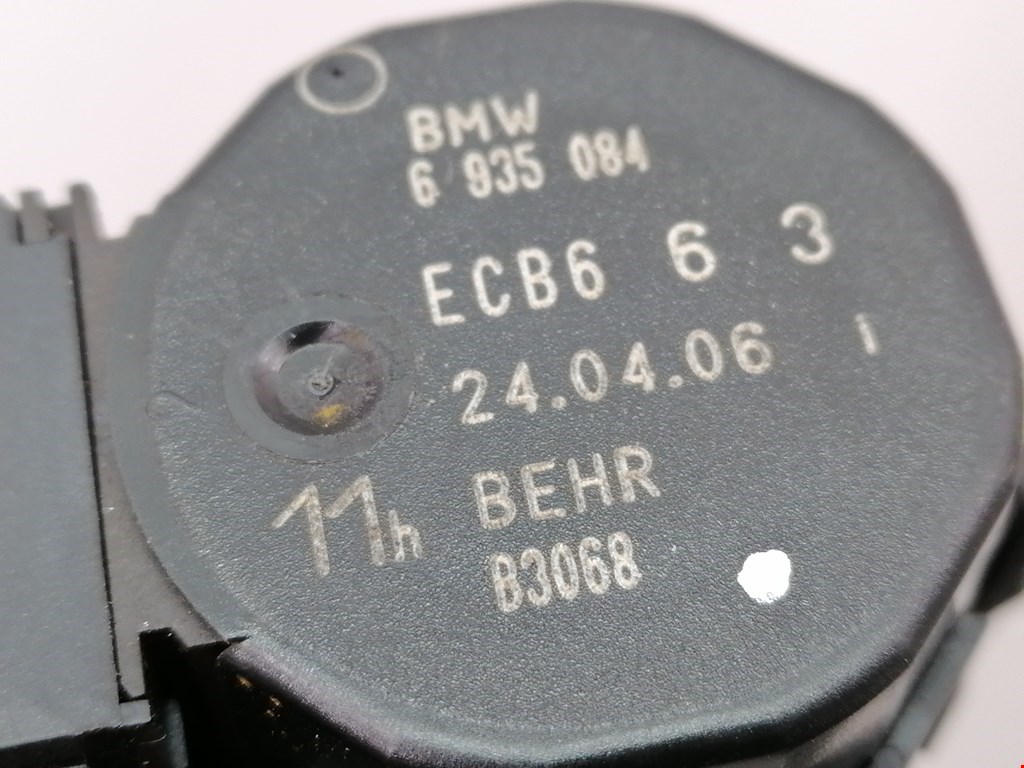 BMW
6 935 084
ECB6 6 3
24.04.06 i
11h BEHR
B3068